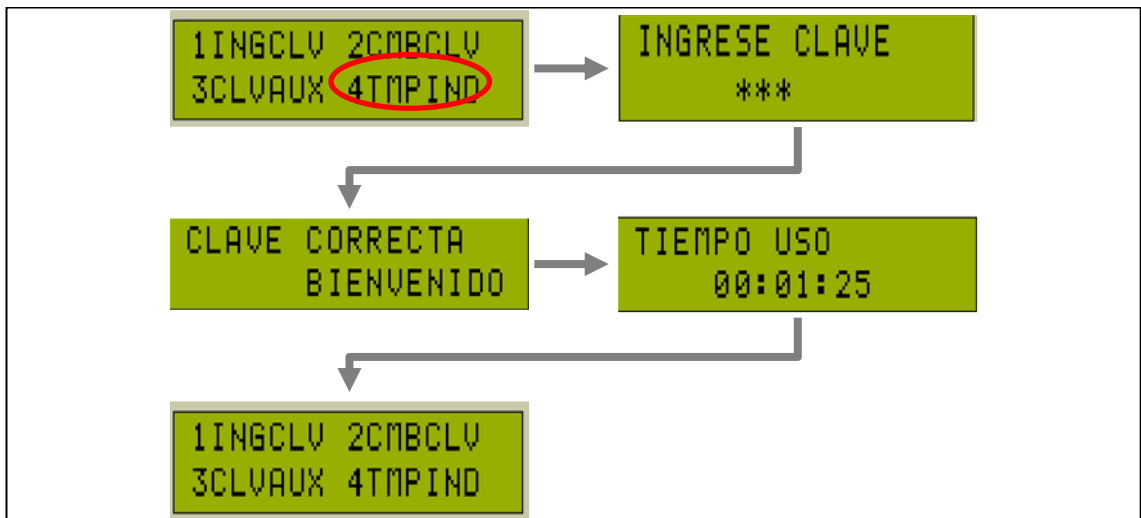 1INGCLV 2CMBCLV
3CLVAUX 4TMPIND
INGRESE CLAVE
***
CLAVE CORRECTA
BIENVENIDO
TIEMPO USO
00:01:25
1INGCLV 2CMBCLV
3CLVAUX 4TMPIND